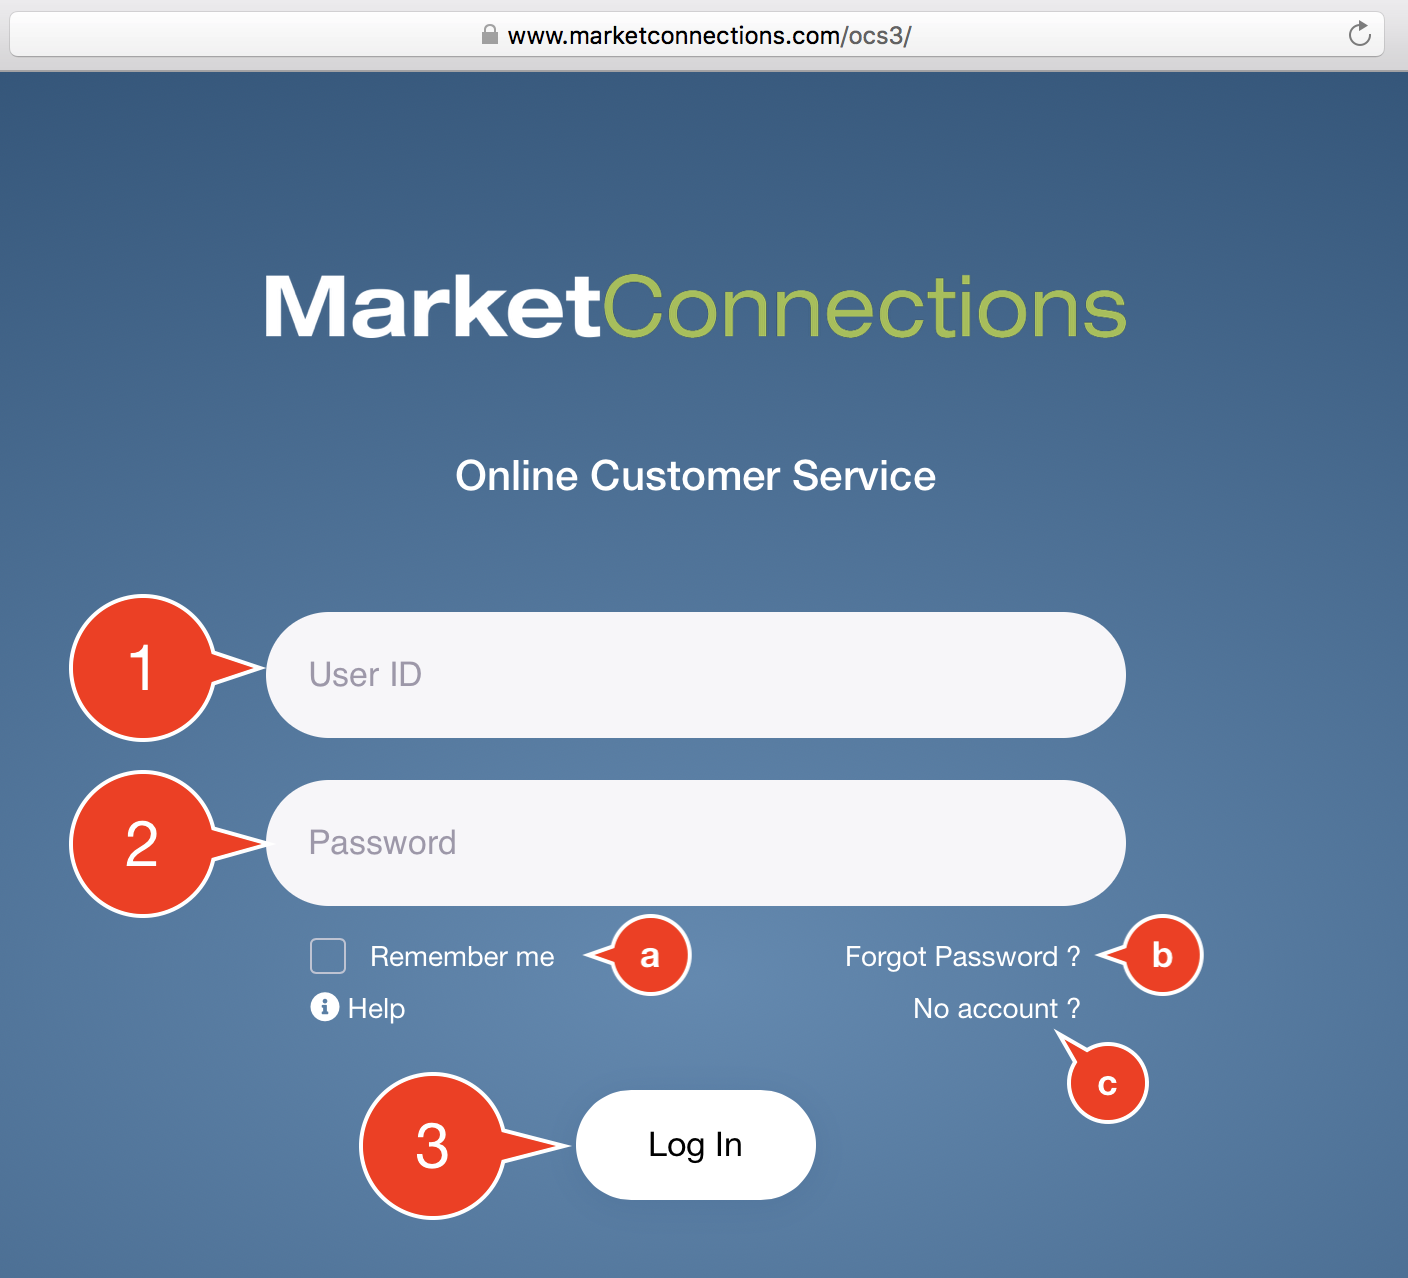 www.marketconnections.com/ocs3/
MarketConnections
Online Customer Service
1
User ID
2
Password
Remember me
a
Forgot Password ?
b
Help
No account ?
c
3
Log In